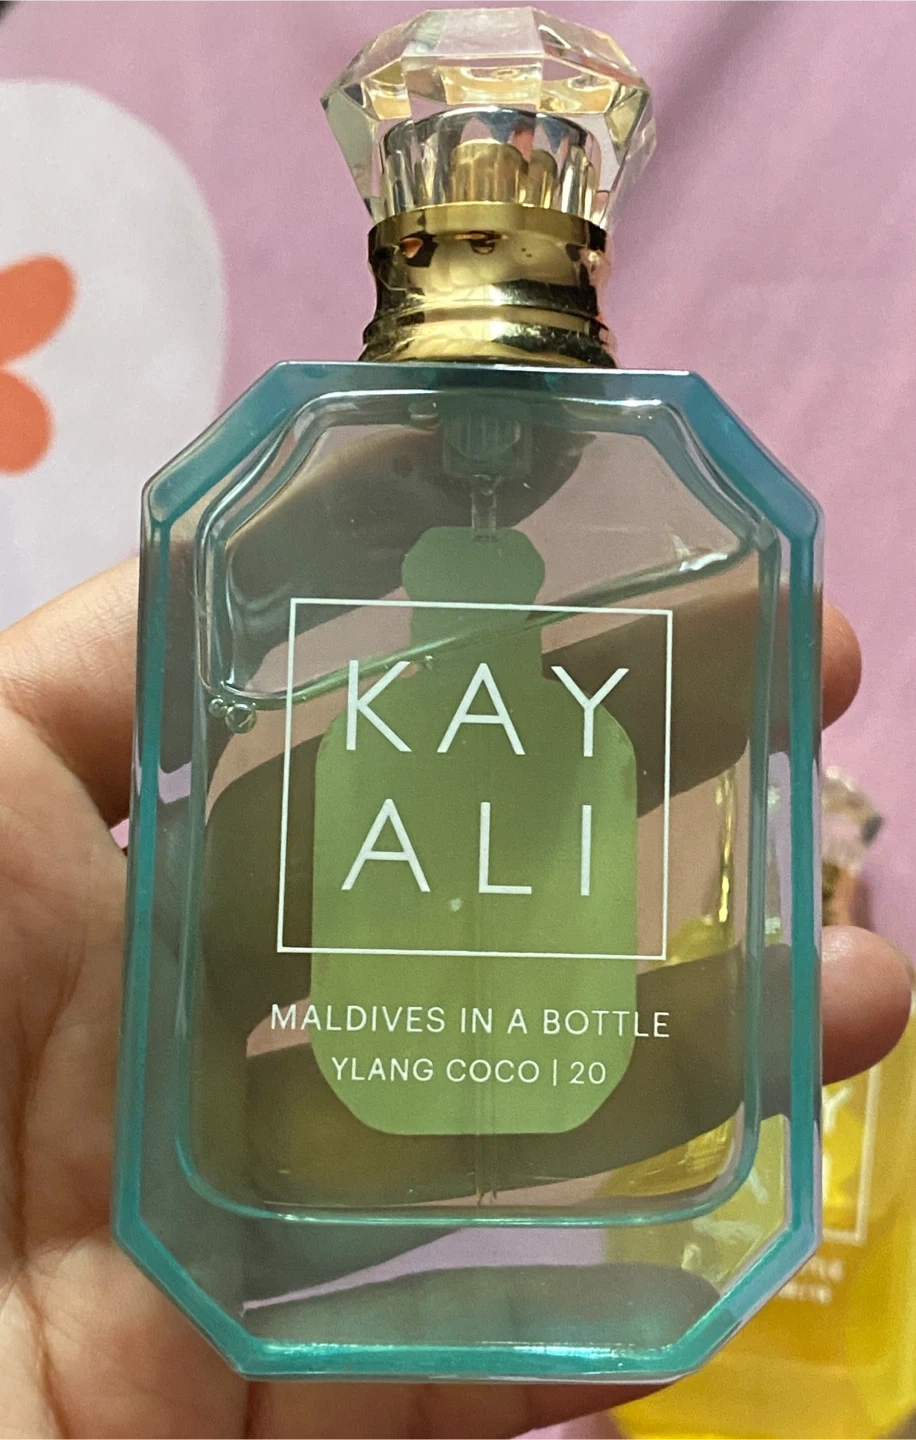 KAY
ALI
MALDIVES IN A BOTTLE
YLANG COCO | 20